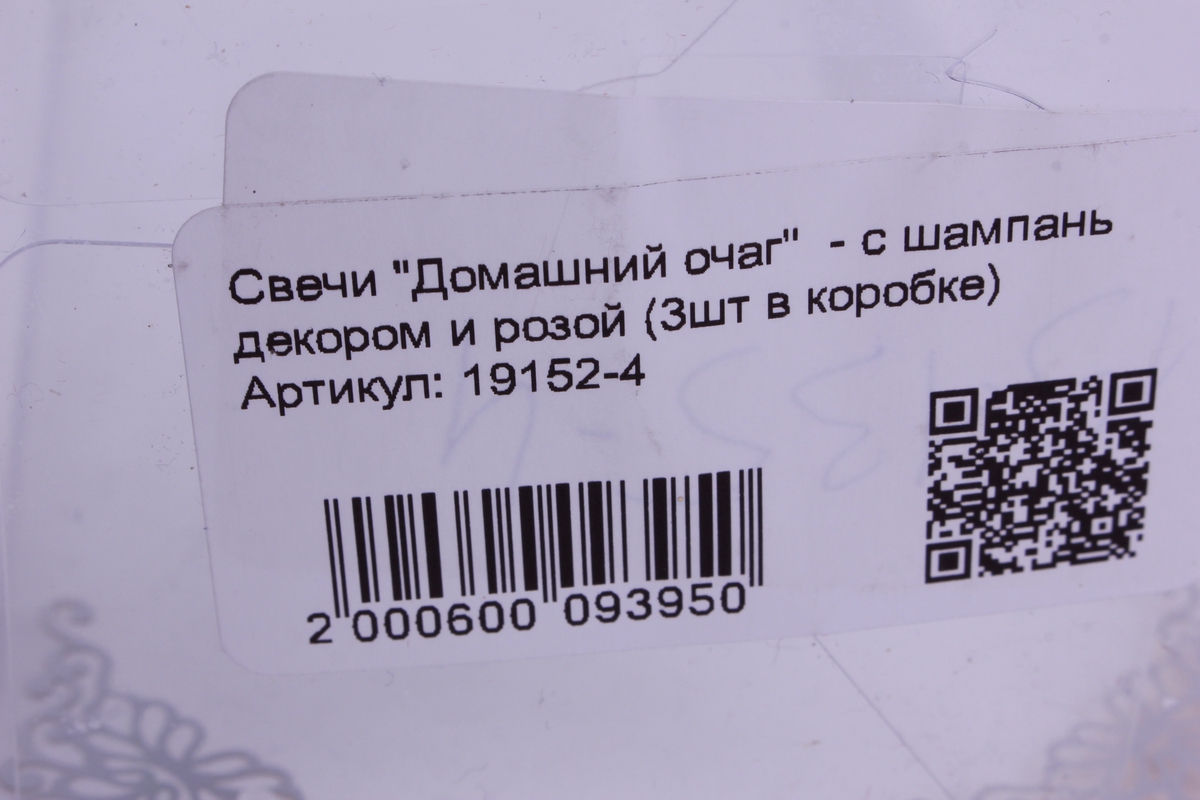 Свечи "Домашний очаг" - с шампань
декором и розой (3шт в коробке)
Артикул: 19152-4
2 000600 093950